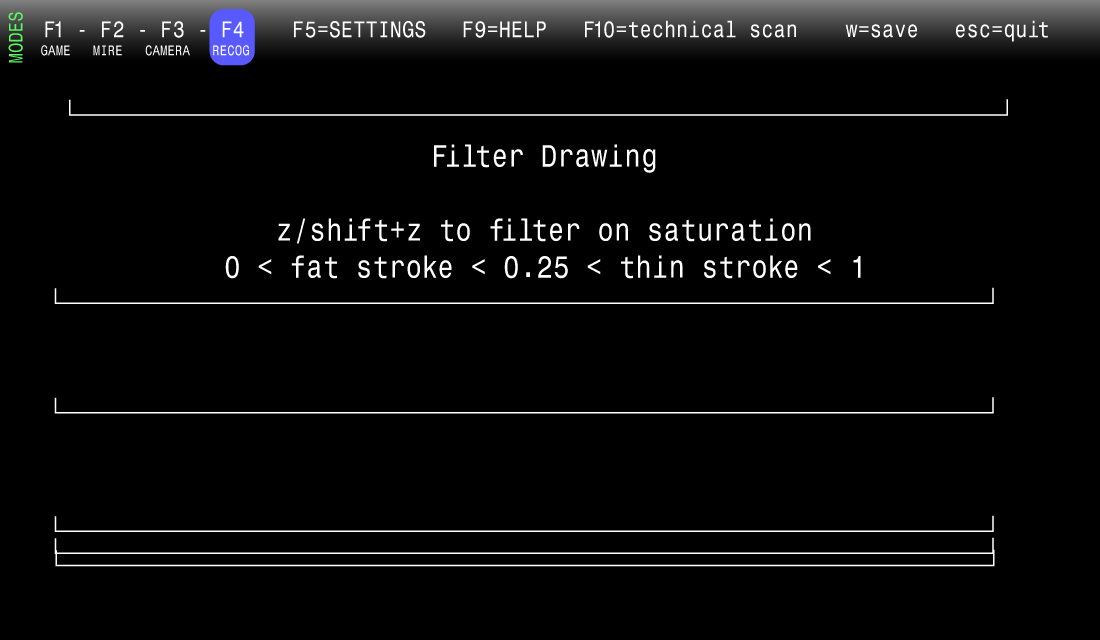 MODES
F1 - F2 - F3 - F4 F5=SETTINGS F9=HELP F10=technical scan w=save esc=quit
GAME MIRE CAMERA RECOG
Filter Drawing
z/shift+z to filter on saturation
0 < fat stroke < 0.25 < thin stroke < 1